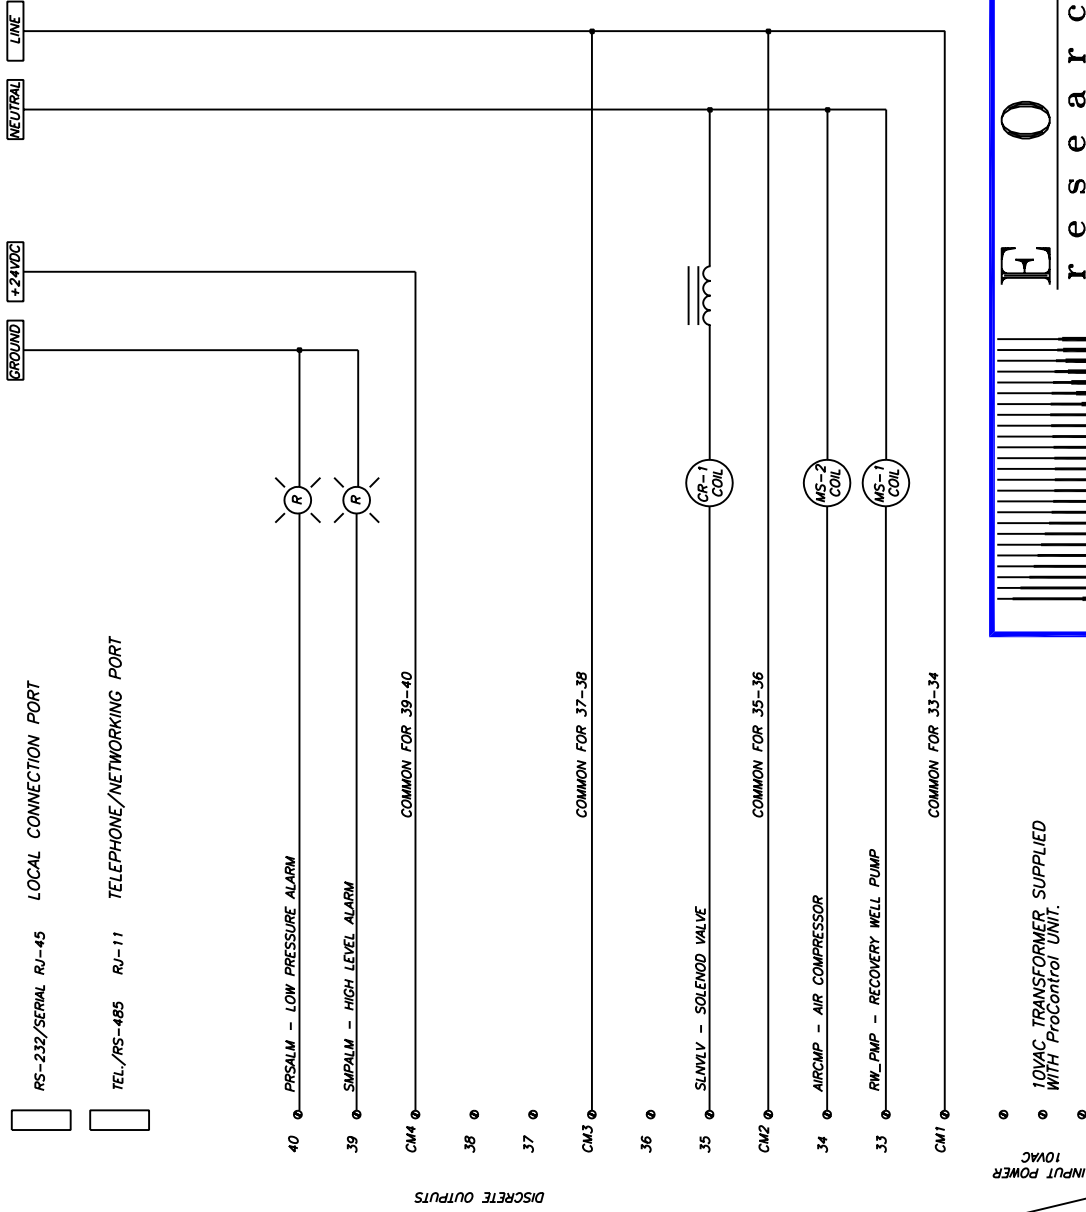 LINE
NEUTRAL
+24VDC
GROUND
RS-232/SERIAL RJ-45 LOCAL CONNECTION PORT
TEL./RS-485 RJ-11 TELEPHONE/NETWORKING PORT
40 PRSALM - LOW PRESSURE ALARM
R
39 SMPALM - HIGH LEVEL ALARM
R
CM4 COMMON FOR 39-40
38
37
CM3 COMMON FOR 37-38
36
35 SLNVLV - SOLENOD VALVE
CR-1
COIL
CM2 COMMON FOR 35-36
34 AIRCMP - AIR COMPRESSOR
MS-2
COIL
33 RW_PMP - RECOVERY WELL PUMP
MS-1
COIL
CM1 COMMON FOR 33-34
DISCRETE OUTPUTS
10VAC TRANSFORMER SUPPLIED
WITH ProControl UNIT.
INPUT POWER
10VAC
E O
researc